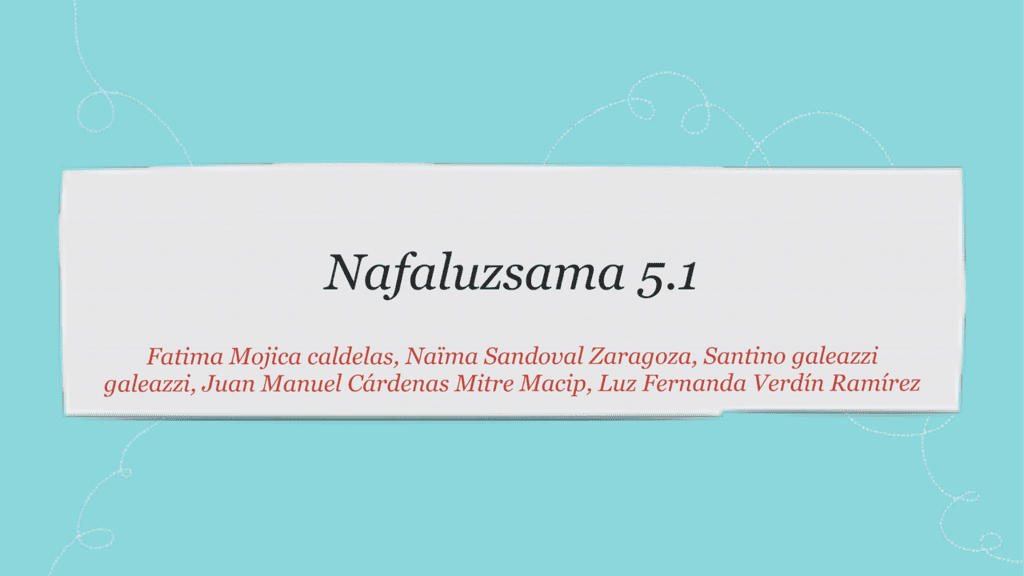 Nafaluzsama 5.1
Fatima Mojica caldelas, Naïma Sandoval Zaragoza, Santino galeazzi
galeazzi, Juan Manuel Cárdenas Mitre Macip, Luz Fernanda Verdín Ramírez